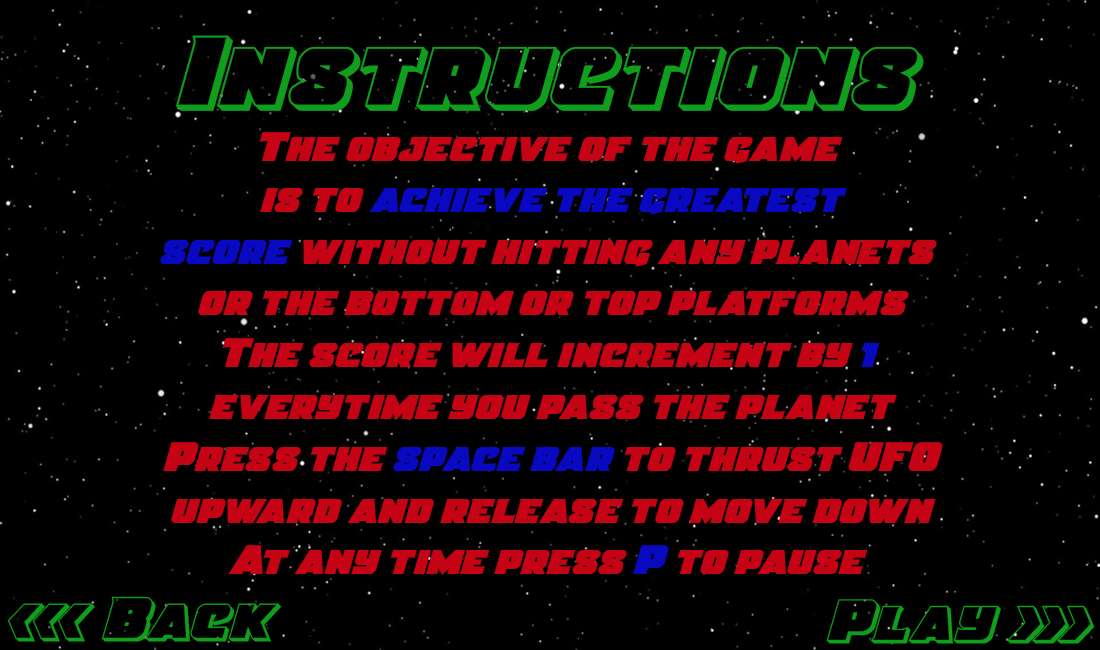 Instructions
The objective of the game
is to achieve the greatest
score without hitting any planets
or the bottom or top platforms
The score will increment by 1
everytime you pass the planet
Press the space bar to thrust UFO
upward and release to move down
At any time press P to pause
<<< Back
Play >>>